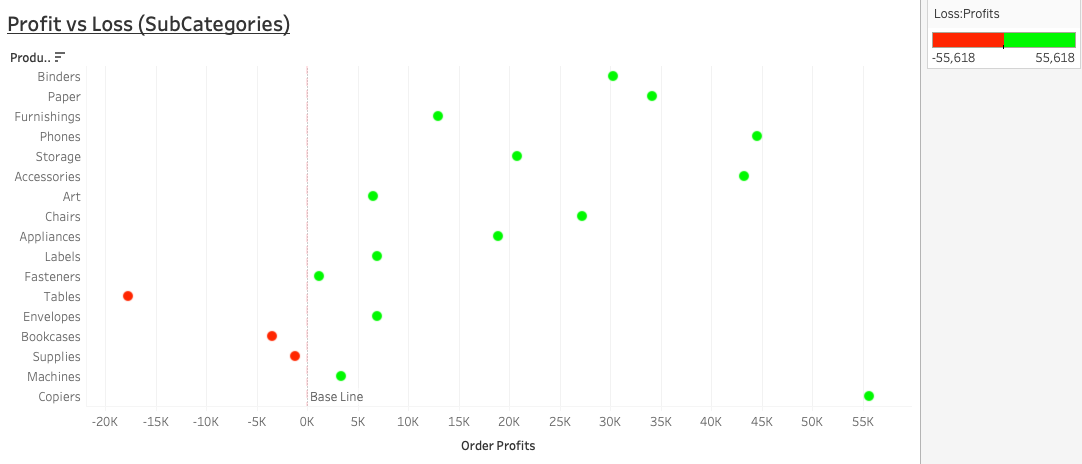 Profit vs Loss (SubCategories)
Produ..
Binders
Paper
Furnishings
Phones
Storage
Accessories
Art
Chairs
Appliances
Labels
Fasteners
Tables
Envelopes
Bookcases
Supplies
Machines
Copiers
Base Line
-20K -15K -10K -5K 0K 5K 10K 15K 20K 25K 30K 35K 40K 45K 50K 55K
Order Profits
Loss:Profits
-55,618 55,618